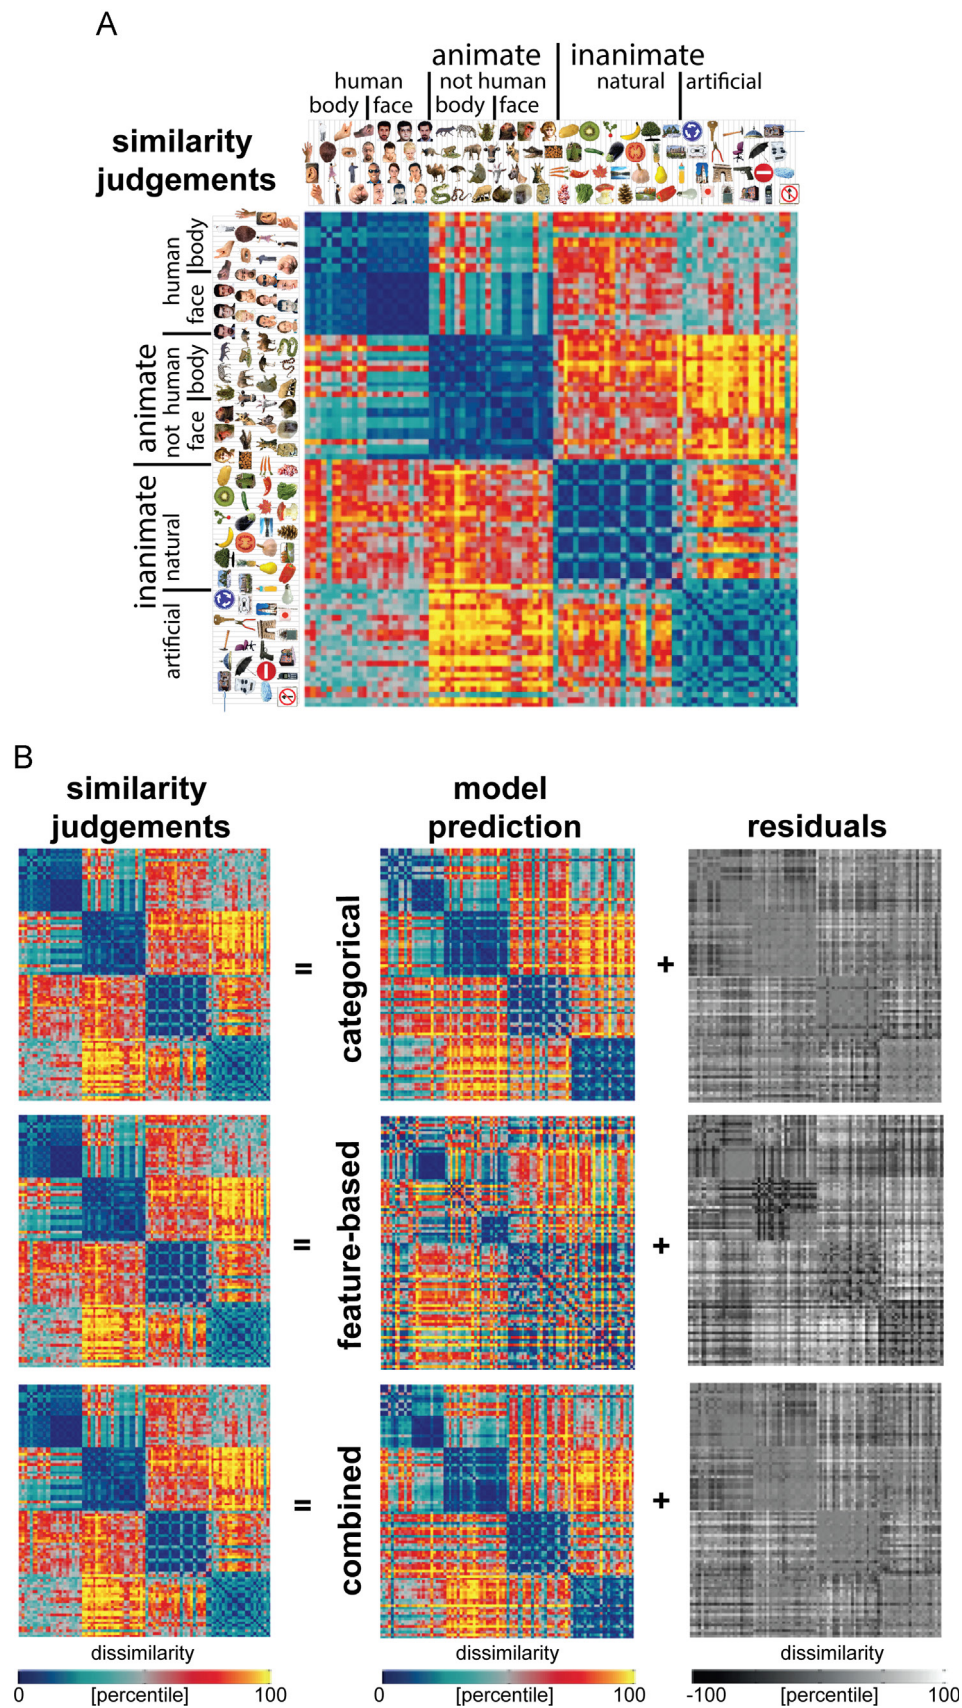 A
animate inanimate
human not human natural artificial
body face body face
similarity
judgements
animate
inanimate
human
not human
natural
artificial
body
face
body
face
B
similarity
judgements
model
prediction
residuals
=
categorical
+
=
feature-based
+
=
combined
+
dissimilarity dissimilarity dissimilarity
0 [percentile] 100 0 [percentile] 100 -100 [percentile] 100